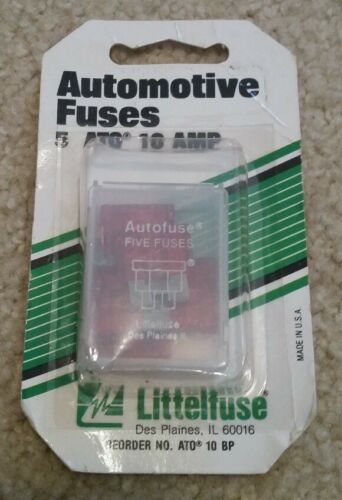 Automotive
Fuses
5 ATO® 10 AMP
Autofuse®
FIVE FUSES
®
Littelfuse
Des Plaines IL
MADE IN U.S.A.
Littelfuse®
Des Plaines, IL 60016
REORDER NO. ATO® 10 BP